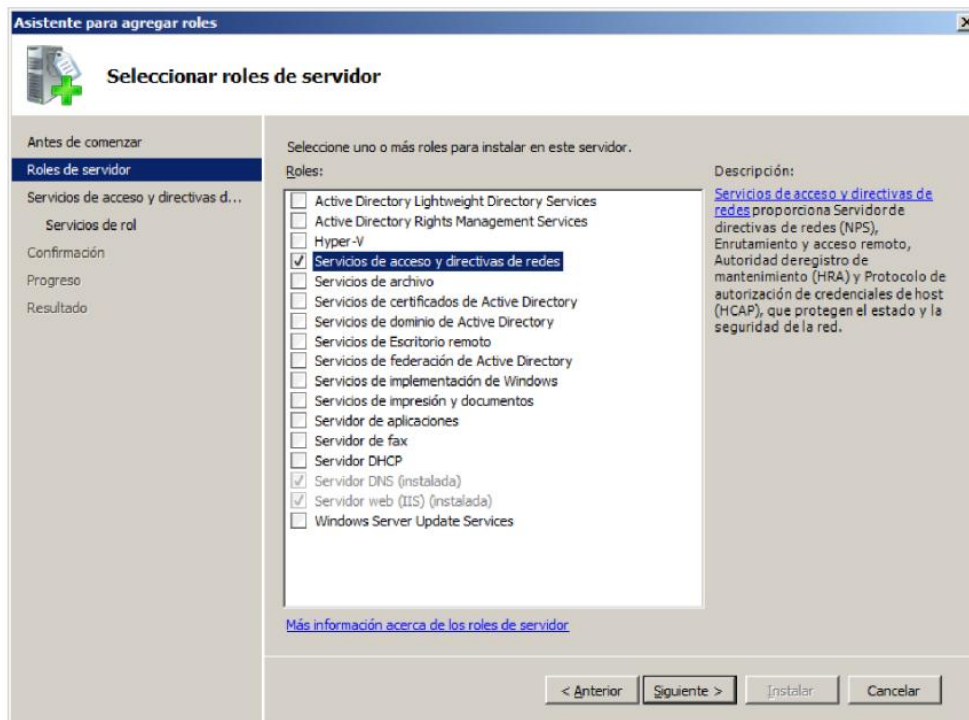 Asistente para agregar roles
Seleccionar roles de servidor
Antes de comenzar
Roles de servidor
Servicios de acceso y directivas d...
Servicios de rol
Confirmación
Progreso
Resultado
Seleccione uno o más roles para instalar en este servidor.
Roles:
Active Directory Lightweight Directory Services
Active Directory Rights Management Services
Hyper-V
Servicios de acceso y directivas de redes
Servicios de archivo
Servicios de certificados de Active Directory
Servicios de dominio de Active Directory
Servicios de Escritorio remoto
Servicios de federación de Active Directory
Servicios de implementación de Windows
Servicios de impresión y documentos
Servidor de aplicaciones
Servidor de fax
Servidor DHCP
Servidor DNS (instalada)
Servidor web (IIS) (instalada)
Windows Server Update Services
Más información acerca de los roles de servidor
Descripción:
Servicios de acceso y directivas de
redes proporciona Servidor de
directivas de redes (NPS),
Enrutamiento y acceso remoto,
Autoridad de registro de
mantenimiento (HRA) y Protocolo de
autorización de credenciales de host
(HCAP), que protegen el estado y la
seguridad de la red.
< Anterior
Siguiente >
Instalar
Cancelar